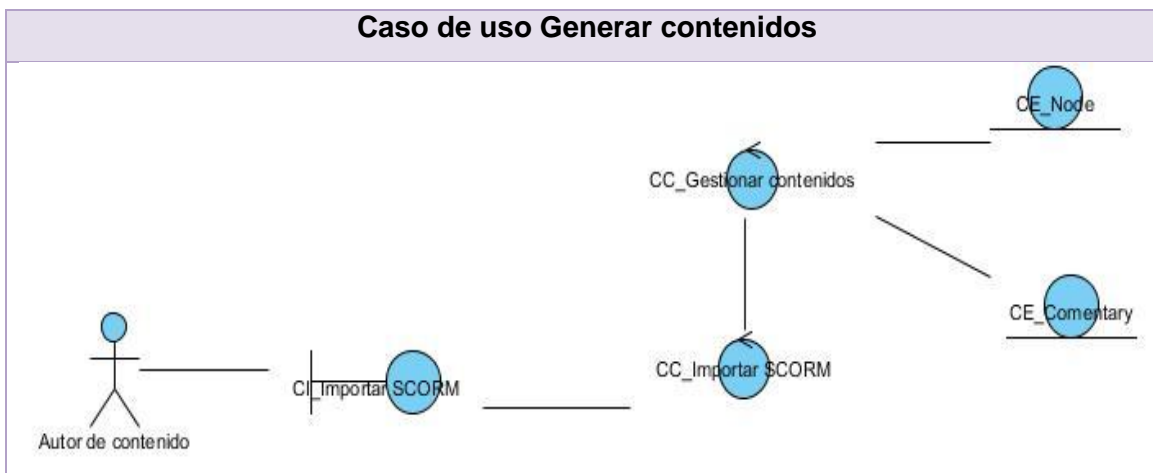 Caso de uso Generar contenidos
CE_Node
CC_Gestionar contenidos
CE_Comentary
CC_Importar SCORM
CI_Importar SCORM
Autor de contenido